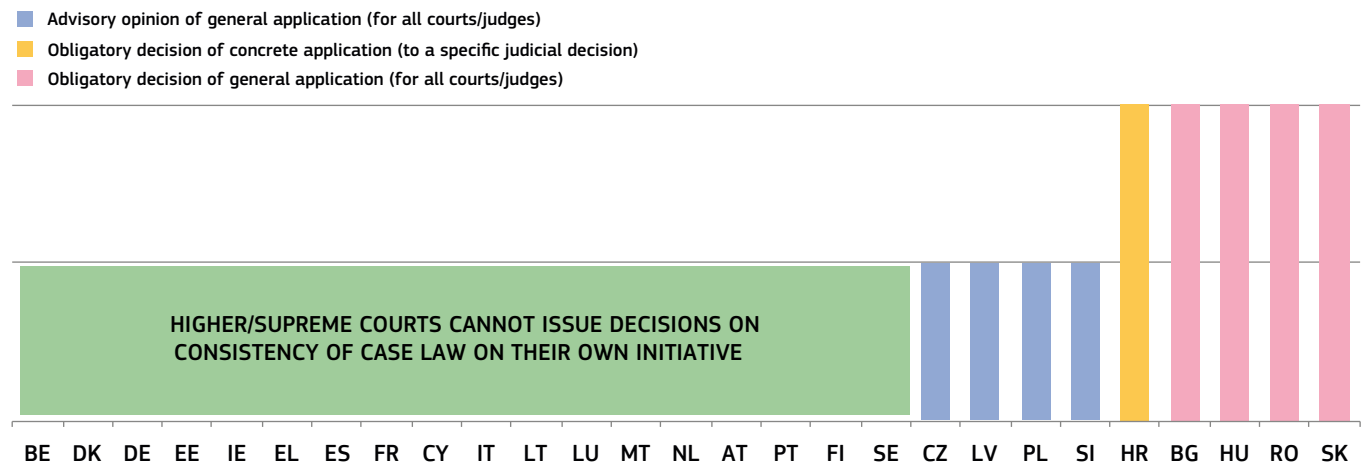 Advisory opinion of general application (for all courts/judges)
Obligatory decision of concrete application (to a specific judicial decision)
Obligatory decision of general application (for all courts/judges)
HIGHER/SUPREME COURTS CANNOT ISSUE DECISIONS ON
CONSISTENCY OF CASE LAW ON THEIR OWN INITIATIVE
BE DK DE EE IE EL ES FR CY IT LT LU MT NL AT PT FI SE CZ LV PL SI HR BG HU RO SK